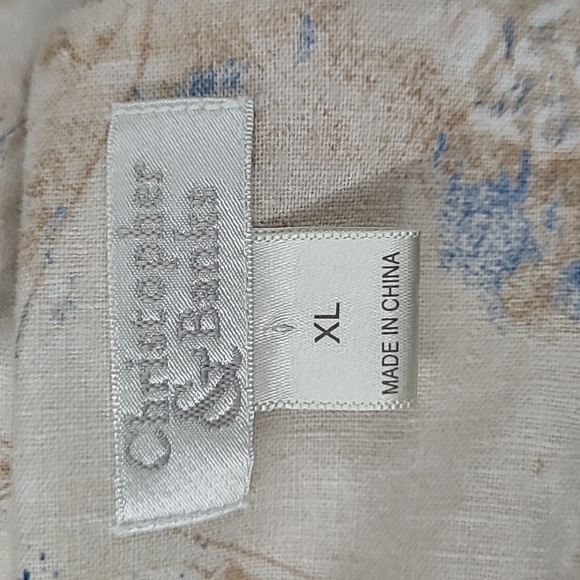 Christopher
& Banks
XL
MADE IN CHINA